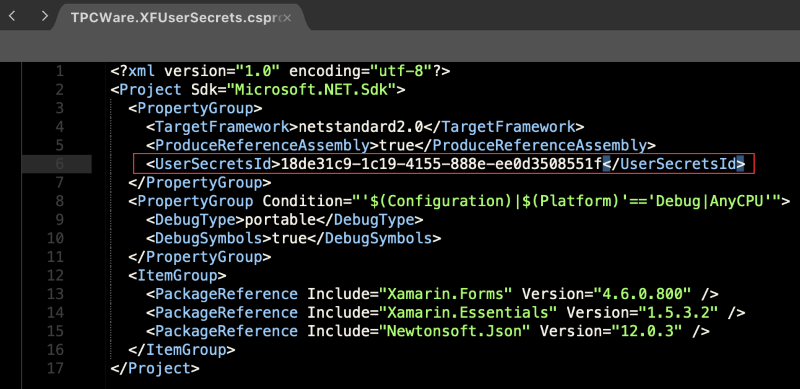 TPCWare.XFUserSecrets.cspr
1 <?xml version="1.0" encoding="utf-8"?>
2 <Project Sdk="Microsoft.NET.Sdk">
3 <PropertyGroup>
4 <TargetFramework>netstandard2.0</TargetFramework>
5 <ProduceReferenceAssembly>true</ProduceReferenceAssembly>
6 <UserSecretsId>18de31c9-1c19-4155-888e-ee0d3508551f</UserSecretsId>
7 </PropertyGroup>
8 <PropertyGroup Condition="'$(Configuration)|$(Platform)'=='Debug|AnyCPU'">
9 <DebugType>portable</DebugType>
10 <DebugSymbols>true</DebugSymbols>
11 </PropertyGroup>
12 <ItemGroup>
13 <PackageReference Include="Xamarin.Forms" Version="4.6.0.800" />
14 <PackageReference Include="Xamarin.Essentials" Version="1.5.3.2" />
15 <PackageReference Include="Newtonsoft.Json" Version="12.0.3" />
16 </ItemGroup>
17 </Project>